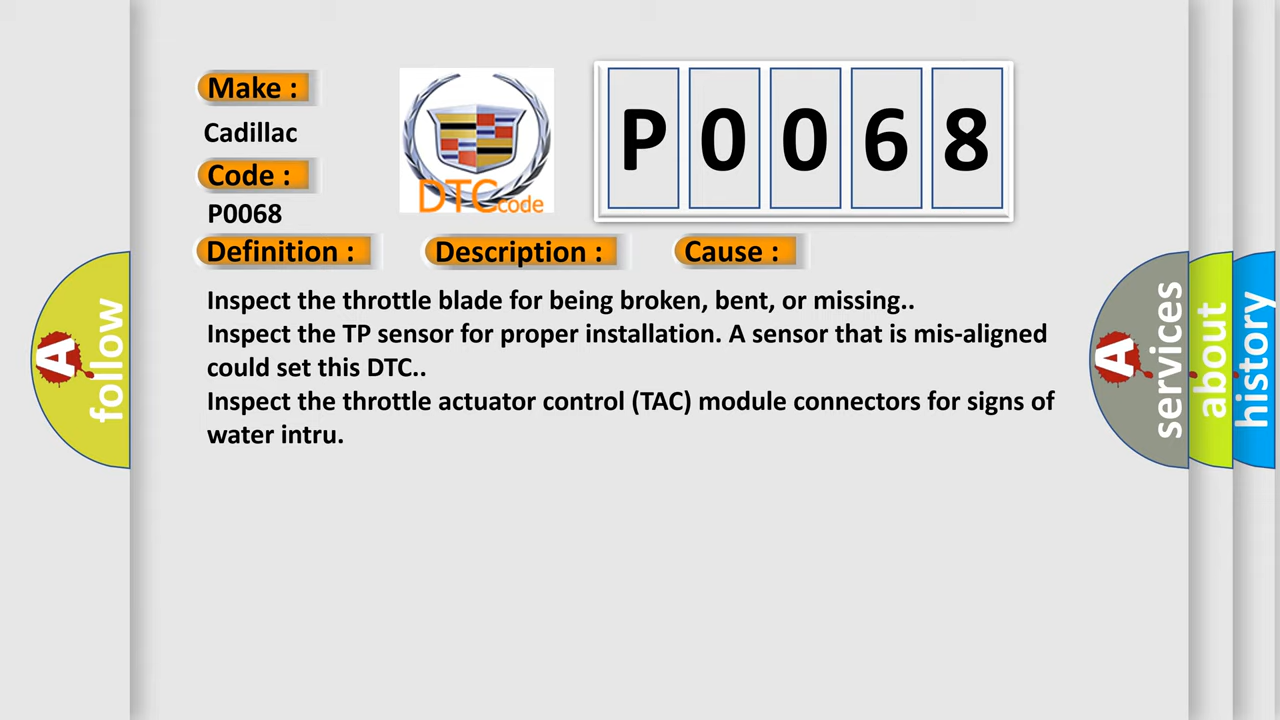 Make :
Cadillac
Code :
P0068
DTCcode
P0068
Definition :
Description :
Cause :
Inspect the throttle blade for being broken, bent, or missing..
Inspect the TP sensor for proper installation. A sensor that is mis-aligned
could set this DTC..
Inspect the throttle actuator control (TAC) module connectors for signs of
water intru.
A follow
A services
about
history